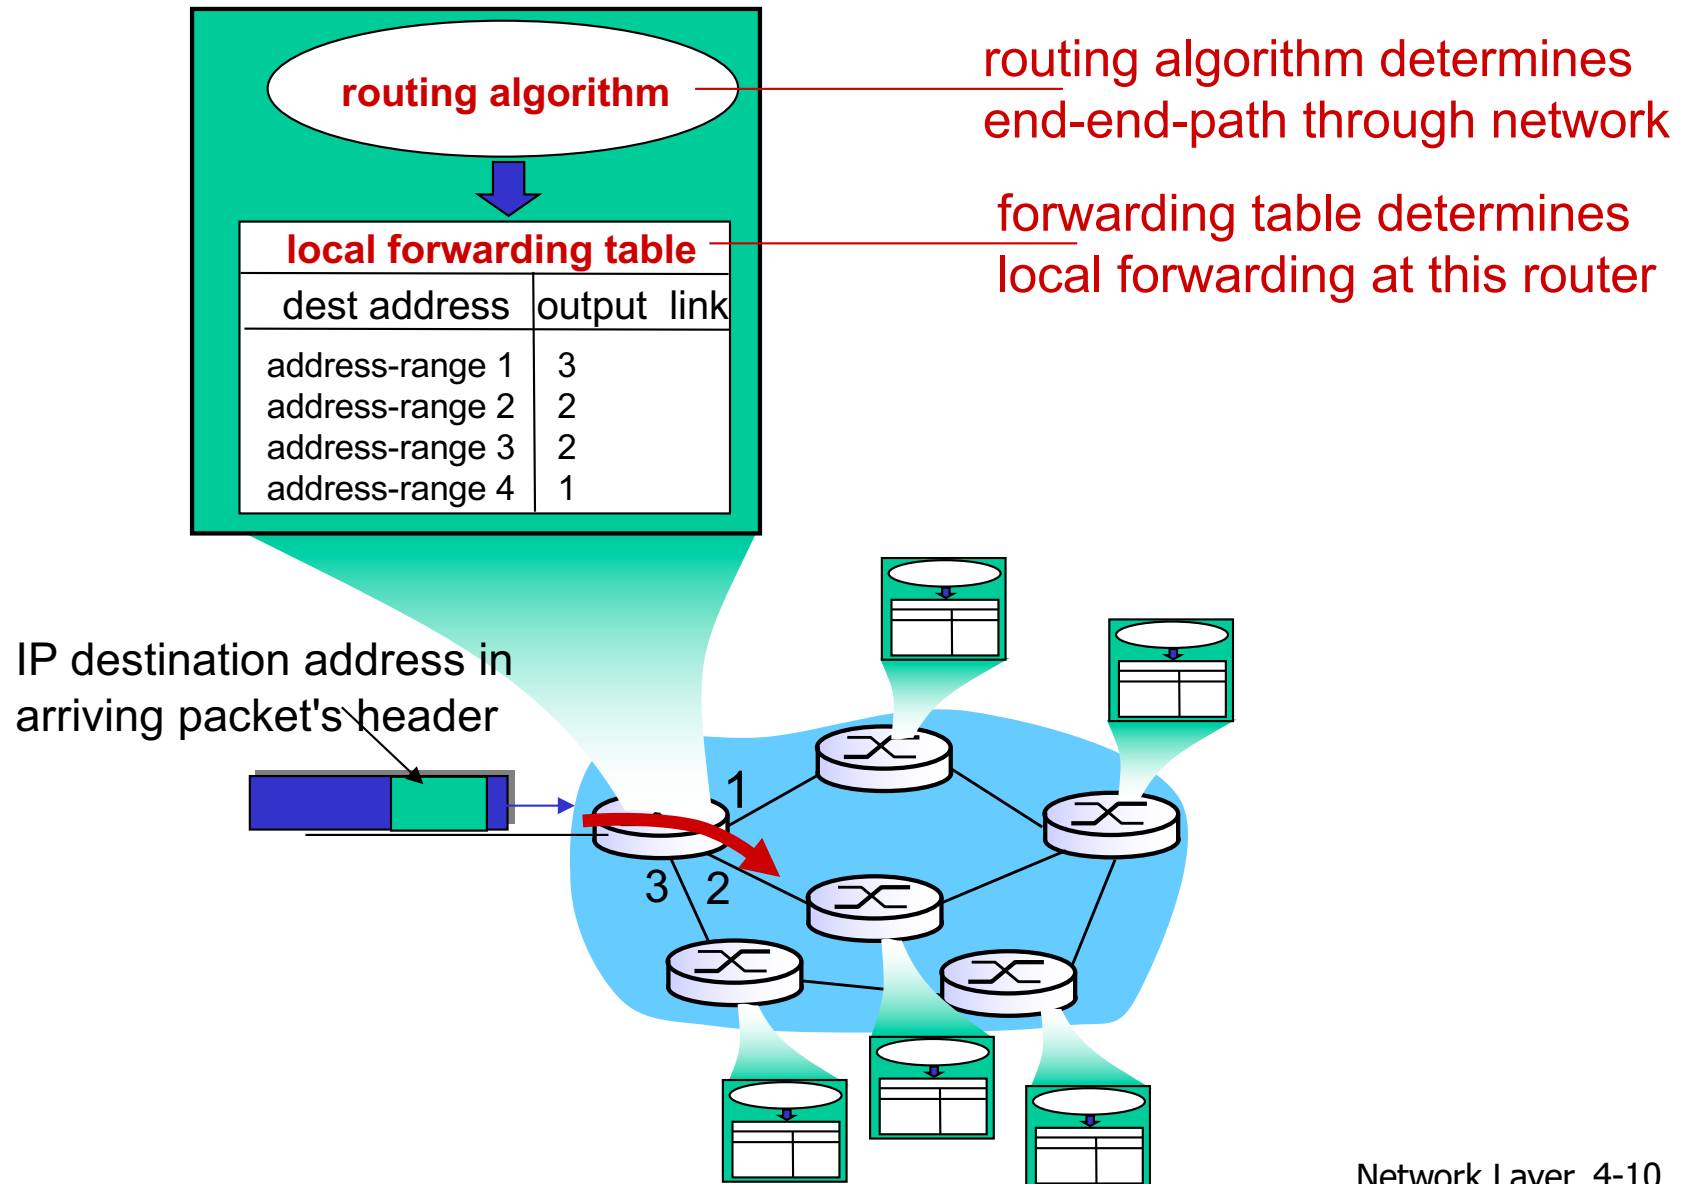 routing algorithm
routing algorithm determines
end-end-path through network
local forwarding table
forwarding table determines
local forwarding at this router
dest address output link
address-range 1 3
address-range 2 2
address-range 3 2
address-range 4 1
IP destination address in
arriving packet's header
1
3 2
Network Layer 4-10